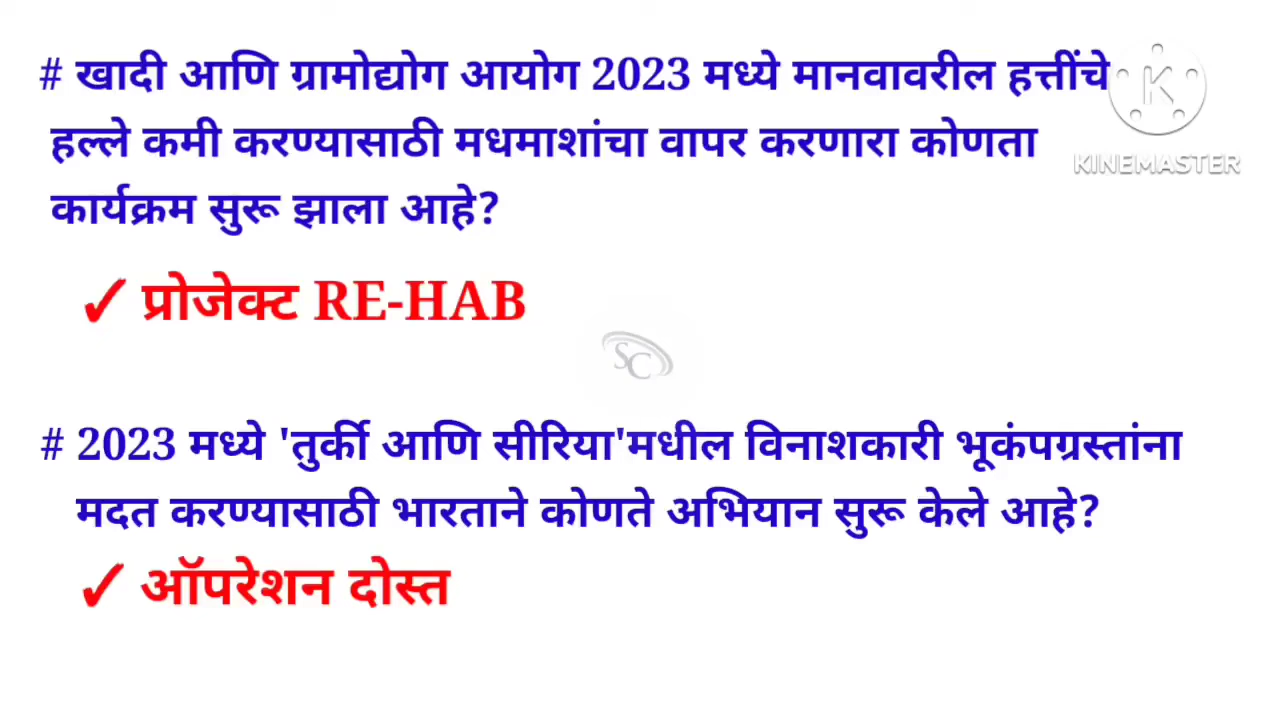 # खादी आणि ग्रामोद्योग आयोग 2023 मध्ये मानवावरील हत्तींचे
हल्ले कमी करण्यासाठी मधमाशांचा वापर करणारा कोणता
कार्यक्रम सुरू झाला आहे?
K
KINEMASTER
✓ प्रोजेक्ट RE-HAB
SC
# 2023 मध्ये 'तुर्की आणि सीरिया'मधील विनाशकारी भूकंपग्रस्तांना
मदत करण्यासाठी भारताने कोणते अभियान सुरू केले आहे?
✓ ऑपरेशन दोस्त